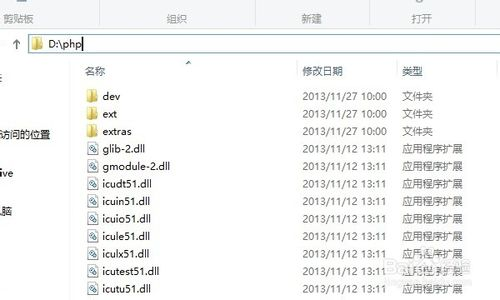 剪贴板 组织 新建 打开
D:\php
名称 修改日期 类型
dev 2013/11/27 10:00 文件夹
ext 2013/11/27 10:00 文件夹
访问的位置 extras 2013/11/27 10:00 文件夹
glib-2.dll 2013/11/12 13:11 应用程序扩展
ive gmodule-2.dll 2013/11/12 13:11 应用程序扩展
icudt51.dll 2013/11/12 13:11 应用程序扩展
icuin51.dll 2013/11/12 13:11 应用程序扩展
脑 icuio51.dll 2013/11/12 13:11 应用程序扩展
icule51.dll 2013/11/12 13:11 应用程序扩展
iculx51.dll 2013/11/12 13:11 应用程序扩展
icutest51.dll 2013/11/12 13:11 应用程序扩展
icutu51.dll 2013/11/12 13:11 应用程序扩展